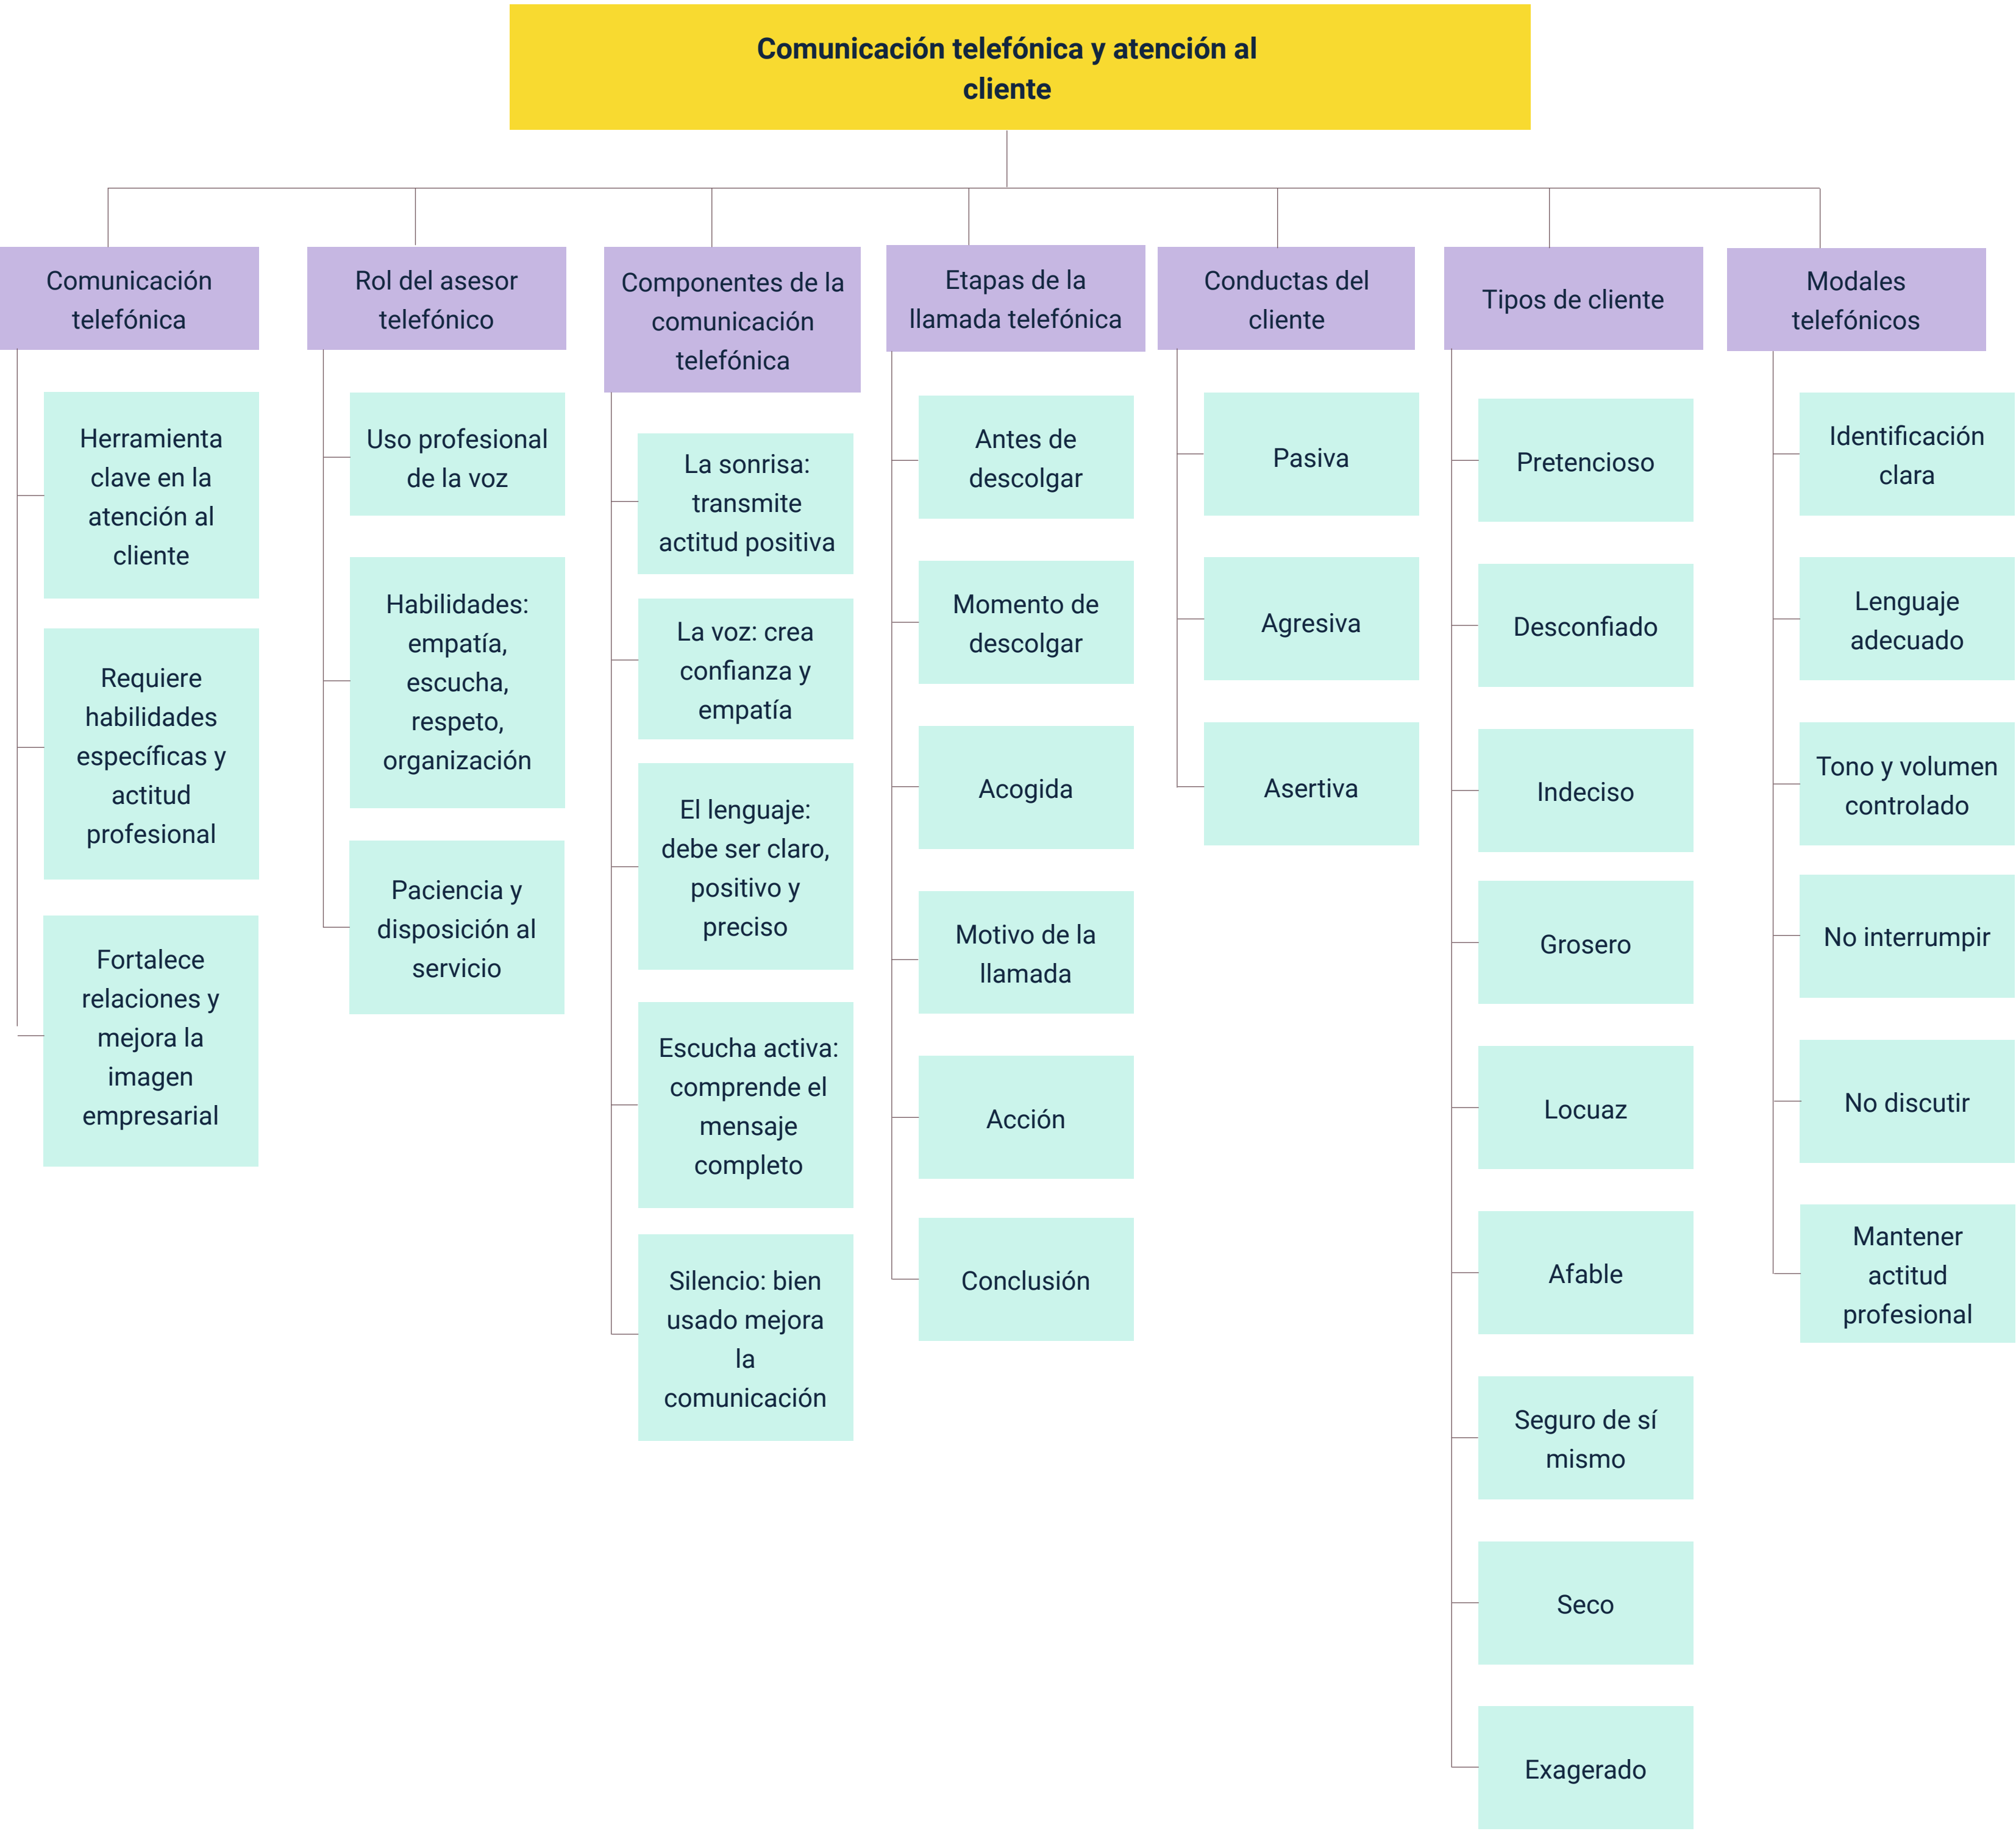 Comunicación telefónica y atención al
cliente
Comunicación
telefónica
Herramienta
clave en la
atención al
cliente
Requiere
habilidades
específicas y
actitud
profesional
Fortalece
relaciones y
mejora la
imagen
empresarial
Rol del asesor
telefónico
Uso profesional
de la voz
Habilidades:
empatía,
escucha,
respeto,
organización
Paciencia y
disposición al
servicio
Componentes de la
comunicación
telefónica
La sonrisa:
transmite
actitud positiva
La voz: crea
confianza y
empatía
El lenguaje:
debe ser claro,
positivo y
preciso
Escucha activa:
comprende el
mensaje
completo
Silencio: bien
usado mejora
la
comunicación
Etapas de la
llamada telefónica
Antes de
descolgar
Momento de
descolgar
Acogida
Motivo de la
llamada
Acción
Conclusión
Conductas del
cliente
Pasiva
Agresiva
Asertiva
Tipos de cliente
Pretencioso
Desconfiado
Indeciso
Grosero
Locuaz
Afable
Seguro de sí
mismo
Seco
Exagerado
Modales
telefónicos
Identificación
clara
Lenguaje
adecuado
Tono y volumen
controlado
No interrumpir
No discutir
Mantener
actitud
profesional